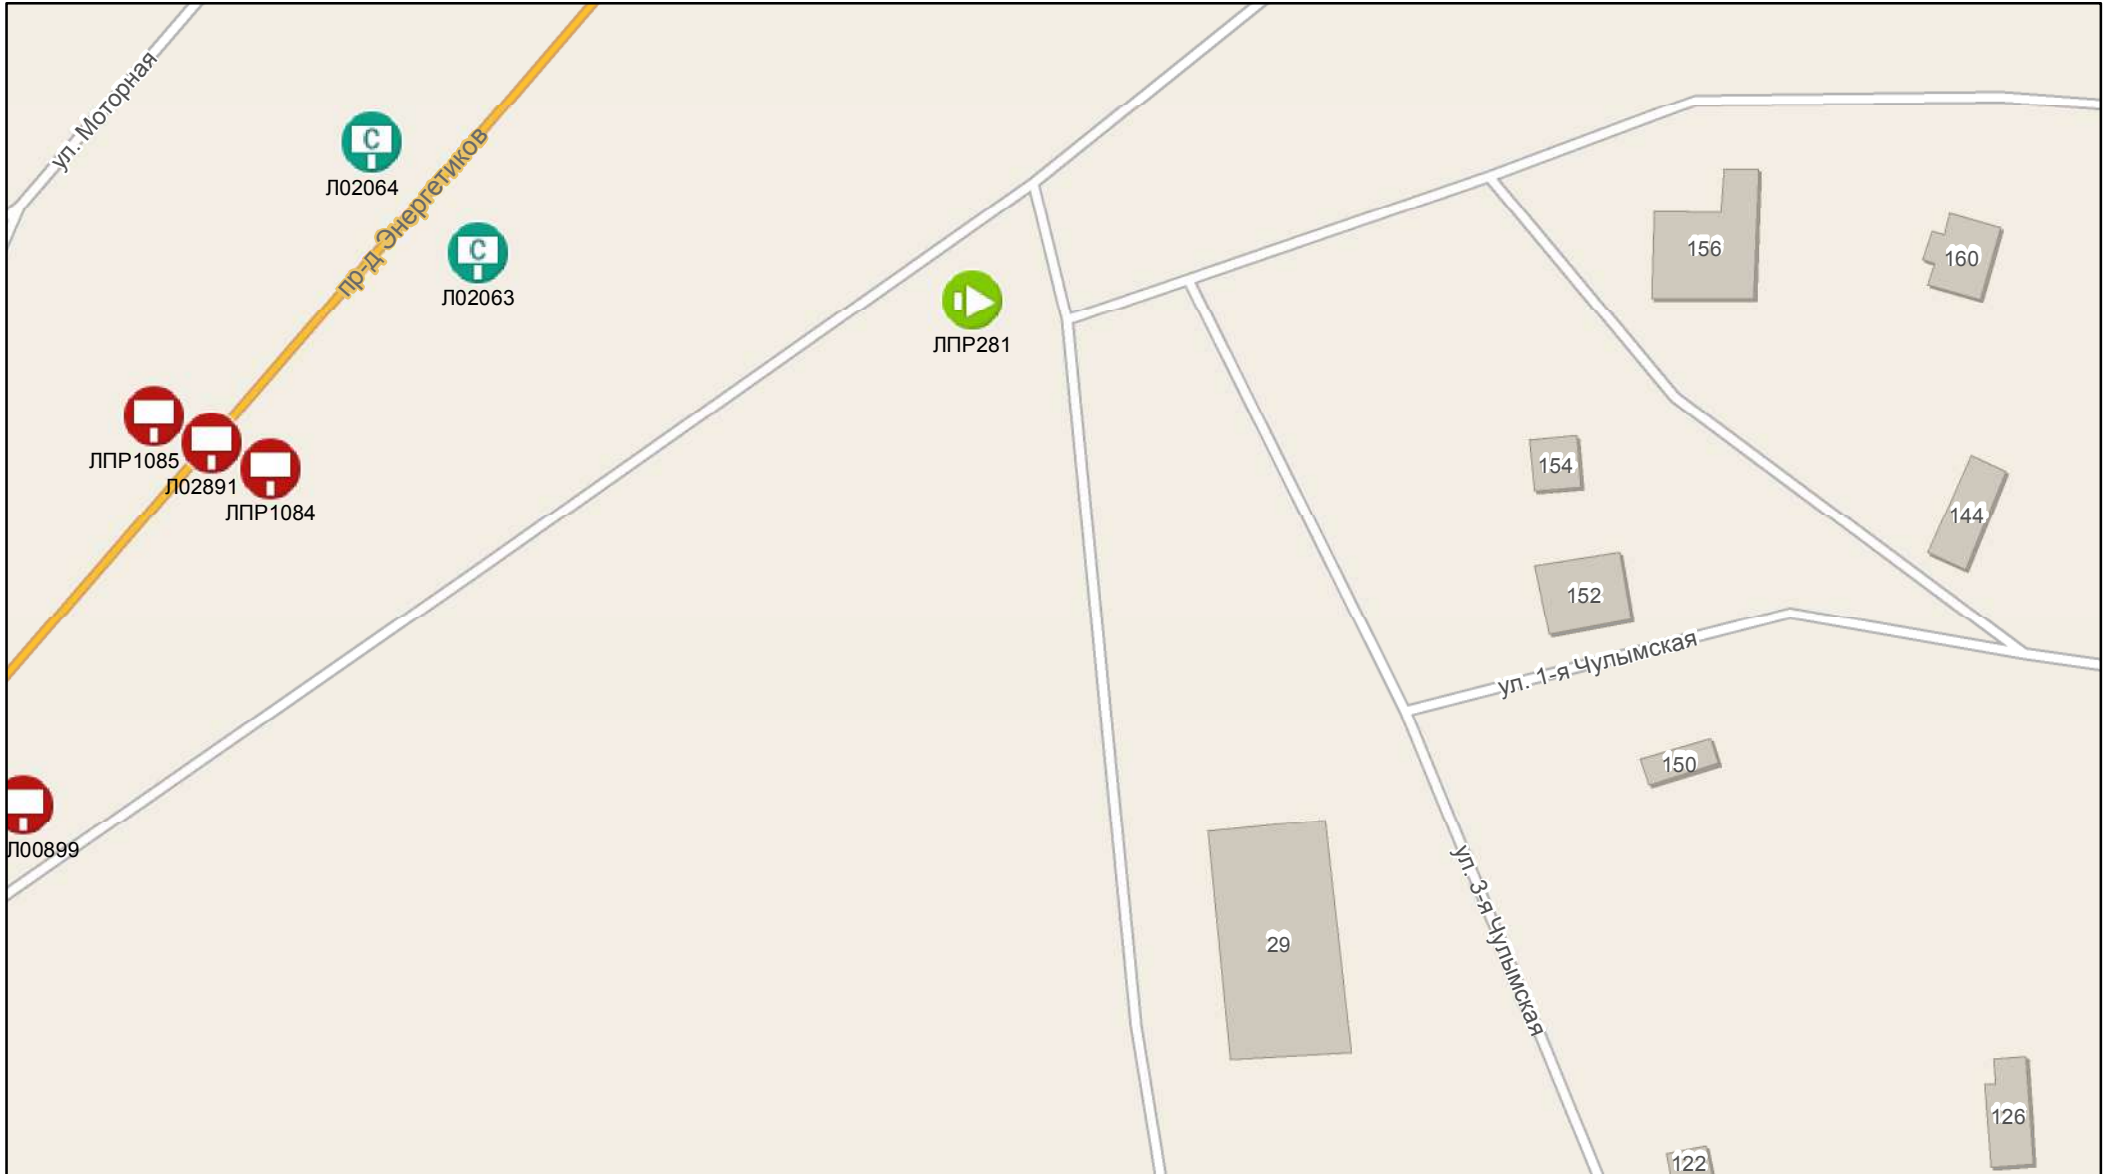 ул. Моторная
С
Л02064
пр-д Энергетиков
С
Л02063
ЛПР281
156
160
ЛПР1085
Л02891
ЛПР1084
154
144
152
ул. 1-я Чулымская
150
Л00899
ул. 3-я Чулымская
29
126
122